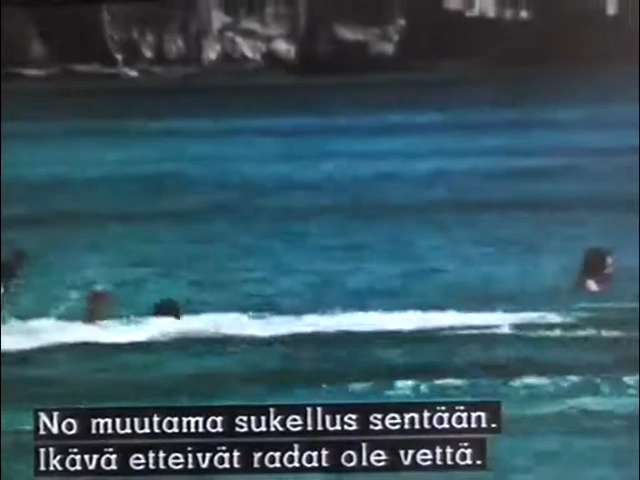 No muutama sukellus sentään.
Ikävä etteivät radat ole vettä.